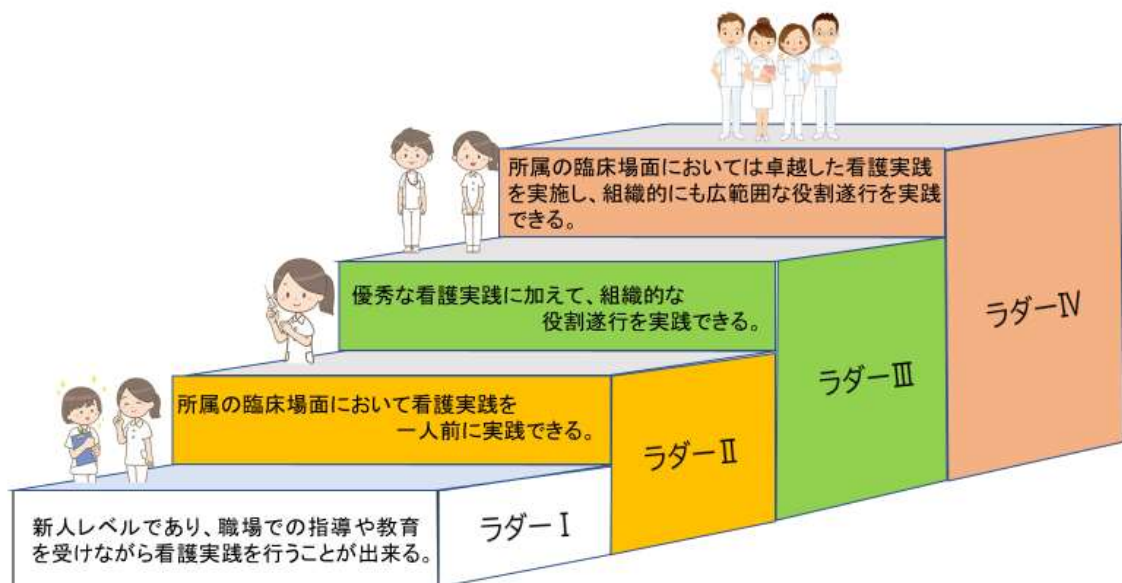 所属の臨床場面においては卓越した看護実践
を実施し、組織的にも広範囲な役割遂行を実践
できる。
ラダーⅣ
優秀な看護実践に加えて、組織的な
役割遂行を実践できる。
ラダーⅢ
所属の臨床場面において看護実践を
一人前に実践できる。
ラダーⅡ
新人レベルであり、職場での指導や教育
を受けながら看護実践を行うことが出来る。
ラダーⅠ